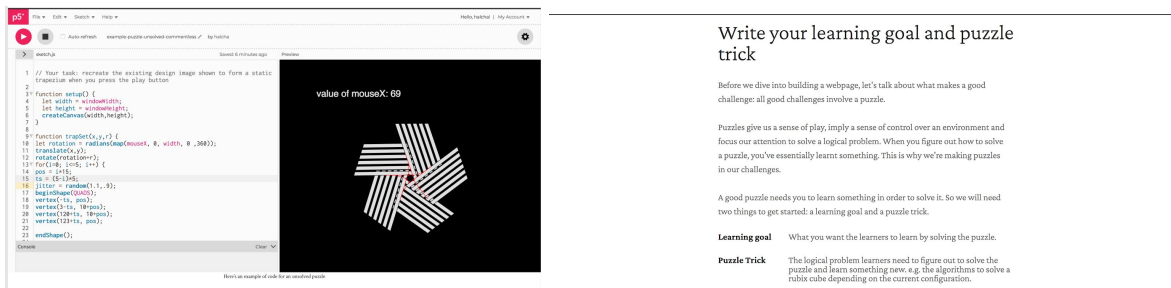 p5*
File ▾ Edit ▾ Sketch ▾ Help ▾
Hello, halcha! | My Account ▾
Auto-refresh example-puzzle-unsolved-commentless by halcha
> sketch.js Saved: 6 minutes ago Preview
1 // Your task: recreate the existing design image shown to form a static
trapezium when you press the play button
2
3 function setup() {
4 let width = windowWidth;
5 let height = windowHeight;
6 createCanvas(width,height);
7 }
8
9 function trapSet(x,y,r) {
10 let rotation = radians(map(mouseX, 0, width, 0 ,360));
11 translate(x,y);
12 rotate(rotation+r);
13 for(i=0; i<=5; i++) {
14 pos = i*15;
15 ts = (5-i)*5;
16 jitter = random(1.1,.9);
17 beginShape(QUADS);
18 vertex(-ts, pos);
19 vertex(3-ts, 10+pos);
20 vertex(120+ts, 10+pos);
21 vertex(123+ts, pos);
22
23 endShape();
Console Clear
value of mouseX: 69
Here's an example of code for an unsolved puzzle
Write your learning goal and puzzle
trick
Before we dive into building a webpage, let's talk about what makes a good
challenge: all good challenges involve a puzzle.
Puzzles give us a sense of play, imply a sense of control over an environment and
focus our attention to solve a logical problem. When you figure out how to solve
a puzzle, you've essentially learnt something. This is why we're making puzzles
in our challenges.
A good puzzle needs you to learn something in order to solve it. So we will need
two things to get started: a learning goal and a puzzle trick.
Learning goal What you want the learners to learn by solving the puzzle.
Puzzle Trick The logical problem learners need to figure out to solve the
puzzle and learn something new. e.g. the algorithms to solve a
rubix cube depending on the current configuration.